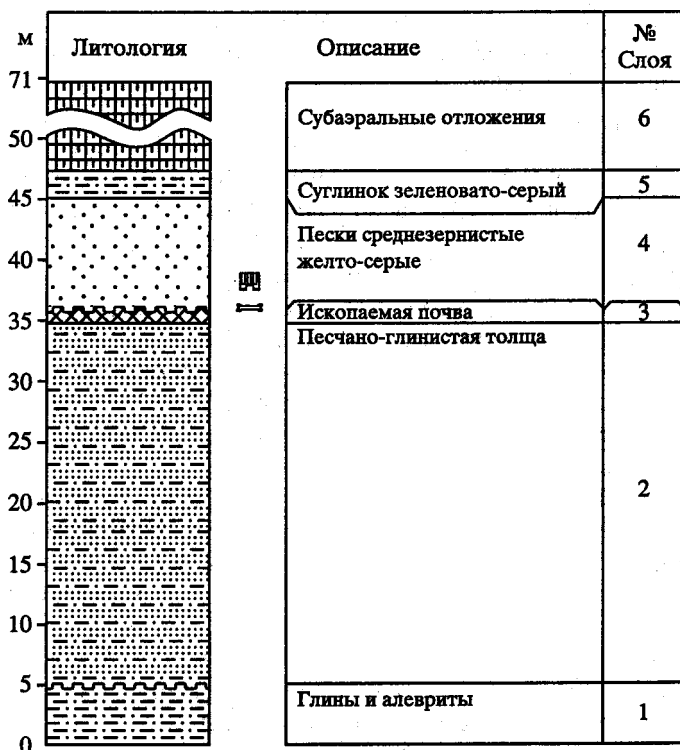 м
Литология
Описание
№
Слоя
71
50
45
40
35
30
25
20
15
10
5
0
Субаэральные отложения
6
Суглинок зеленовато-серый
5
Пески среднезернистые
желто-серые
4
Ископаемая почва
3
Песчано-глинистая толща
2
Глины и алевриты
1